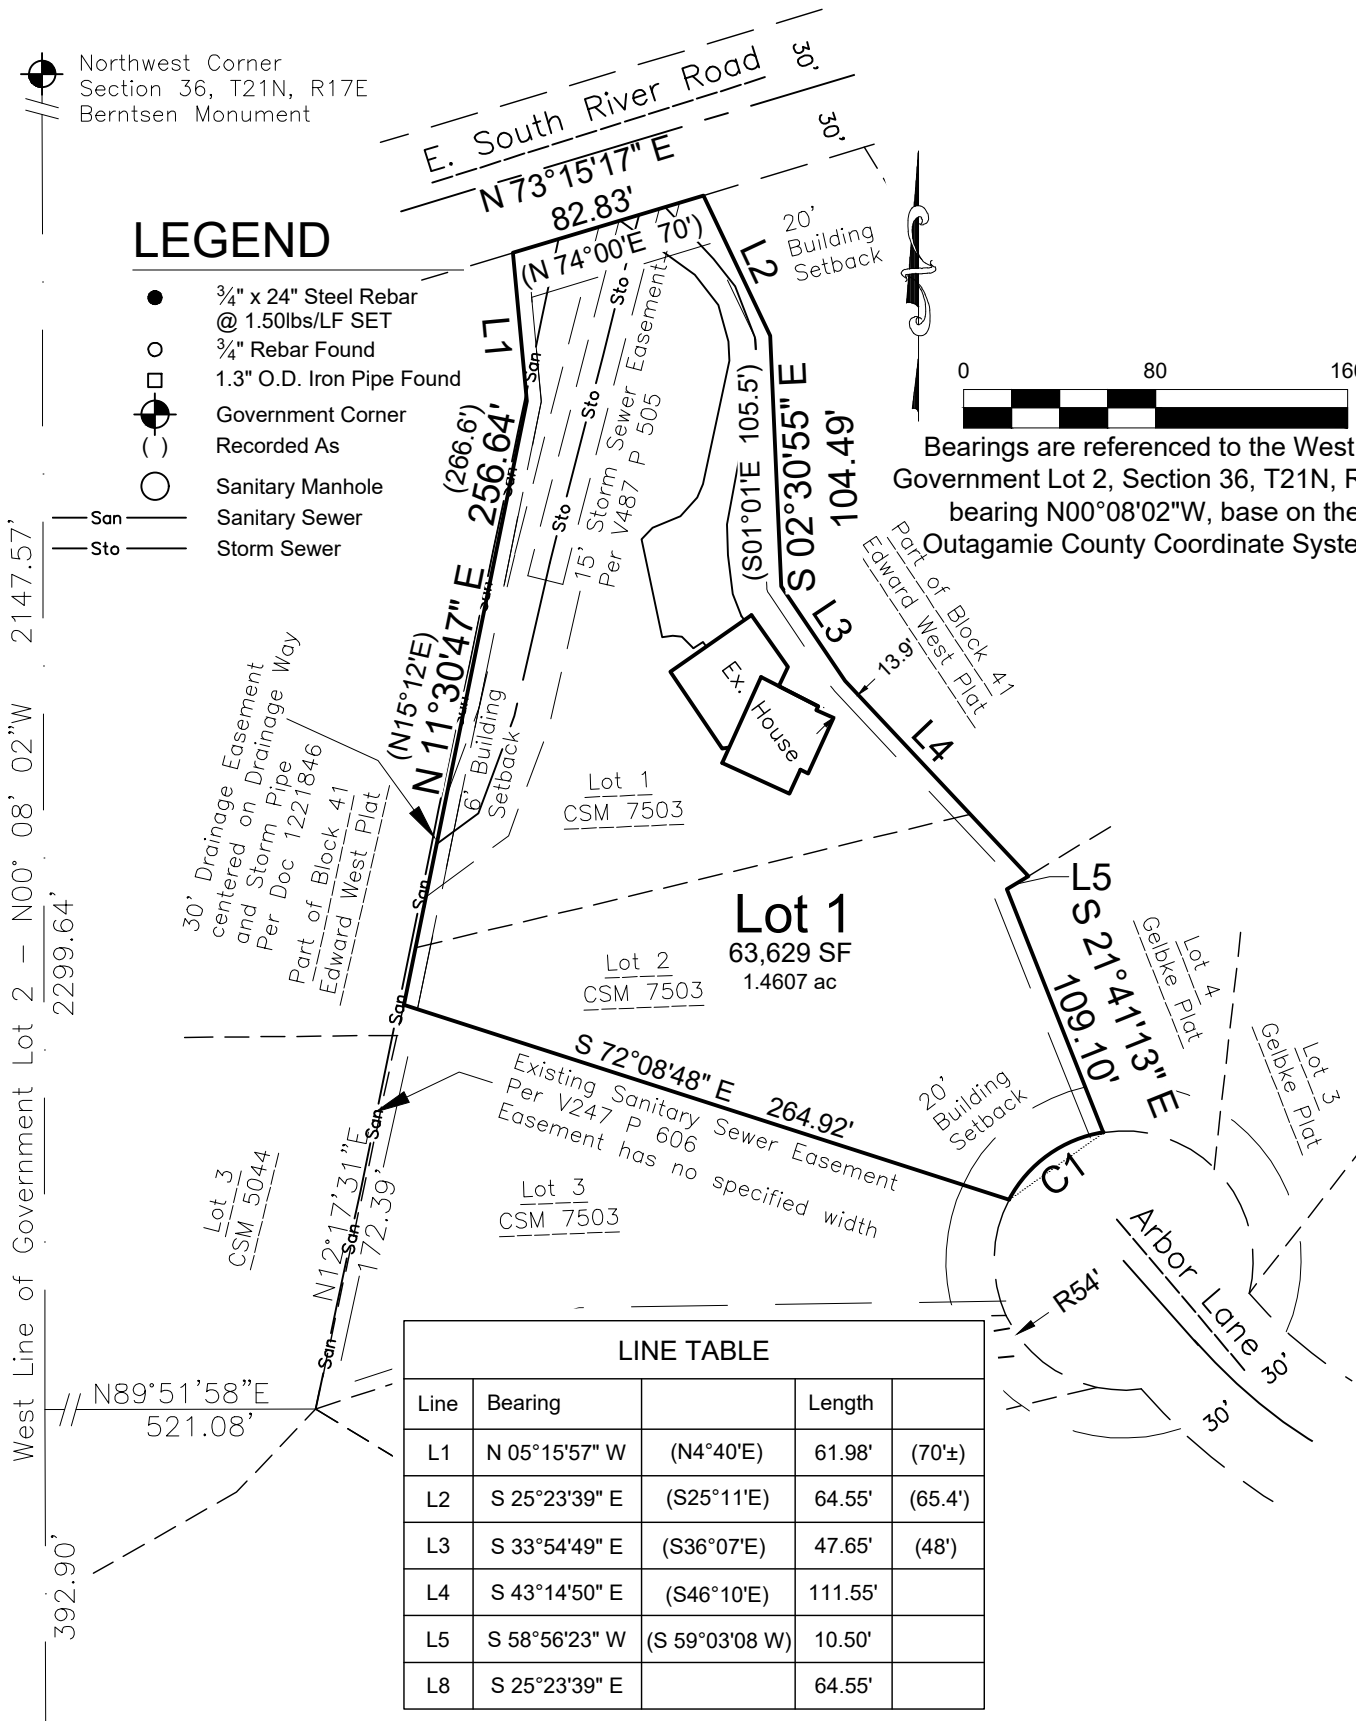 Northwest Corner
Section 36, T21N, R17E
Berntsen Monument
E. South River Road
30'
30'
N 73°15'17" E
82.83'
(N 74°00'E 70')
LEGEND
¾" x 24" Steel Rebar
@ 1.50lbs/LF SET
¾" Rebar Found
1.3" O.D. Iron Pipe Found
Government Corner
( ) Recorded As
Sanitary Manhole
San Sanitary Sewer
Sto Storm Sewer
L1
L2
20'
Building
Setback
0 80 160
Bearings are referenced to the West
Government Lot 2, Section 36, T21N, R
bearing N00°08'02"W, base on the
Outagamie County Coordinate Syste
San
San
San
San
San
San
San
San
San
Sto
Sto
Sto
15' Storm Sewer Easement
Per V487 P 505
(266.6')
256.64'
(N15°12'E)
N 11°30'47" E
(S01°01'E 105.5')
S 02°30'55" E
104.49'
L3
13.9'
Part of Block 41
Edward West Plat
L4
Ex.
House
6' Building
Setback
30' Drainage Easement
centered on Drainage Way
and Storm Pipe
Per Doc 1221846
Part of Block 41
Edward West Plat
Lot 1
CSM 7503
Lot 1
63,629 SF
1.4607 ac
Lot 2
CSM 7503
L5
S 21°41'13" E
109.10'
Lot 4
Gelbke Plat
Lot 3
Gelbke Plat
S 72°08'48" E 264.92'
Existing Sanitary Sewer Easement
Per V247 P 606
Easement has no specified width
20'
Building
Setback
C1
Lot 3
CSM 7503
Lot 3
CSM 5044
N12°17'31"E
172.39'
Arbor Lane
R54'
30'
30'
West Line of Government Lot 2 - N00° 08' 02"W 2147.57'
2299.64'
392.90'
N89°51'58"E
521.08'
LINE TABLE
Line Bearing Length
L1 N 05°15'57" W (N4°40'E) 61.98' (70'±)
L2 S 25°23'39" E (S25°11'E) 64.55' (65.4')
L3 S 33°54'49" E (S36°07'E) 47.65' (48')
L4 S 43°14'50" E (S46°10'E) 111.55'
L5 S 58°56'23" W (S 59°03'08 W) 10.50'
L8 S 25°23'39" E 64.55'